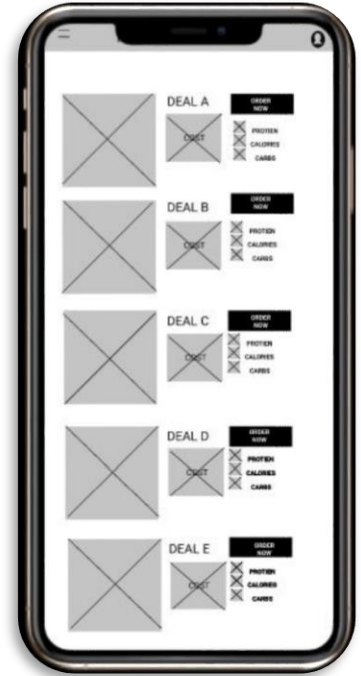 DEAL A
ORDER
NOW
COST
PROTIEN
CALORIES
CARBS
DEAL B
ORDER
NOW
COST
PROTIEN
CALORIES
CARBS
DEAL C
ORDER
NOW
COST
PROTIEN
CALORIES
CARBS
DEAL D
ORDER
NOW
COST
PROTIEN
CALORIES
CARBS
DEAL E
ORDER
NOW
COST
PROTIEN
CALORIES
CARBS